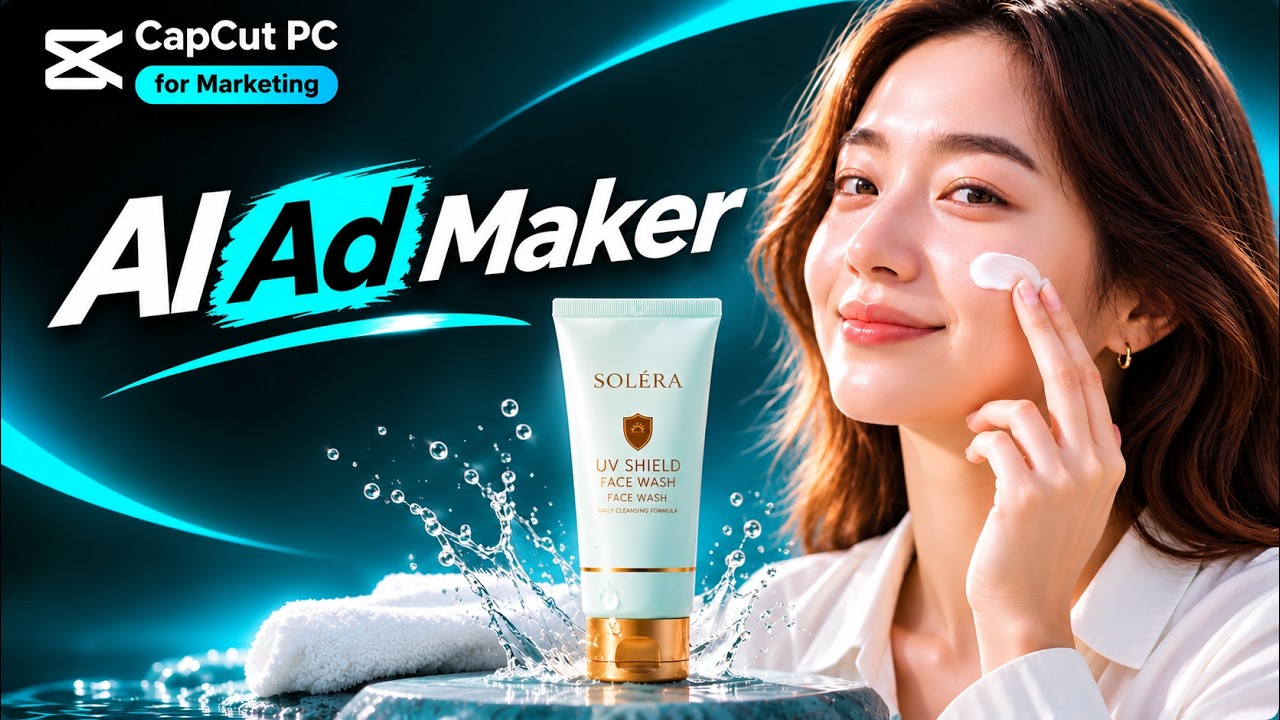 CapCut PC
for Marketing
AI Ad Maker
SOLÉRA
UV SHIELD
FACE WASH
FACE WASH
DAILY CLEANSING FORMULA